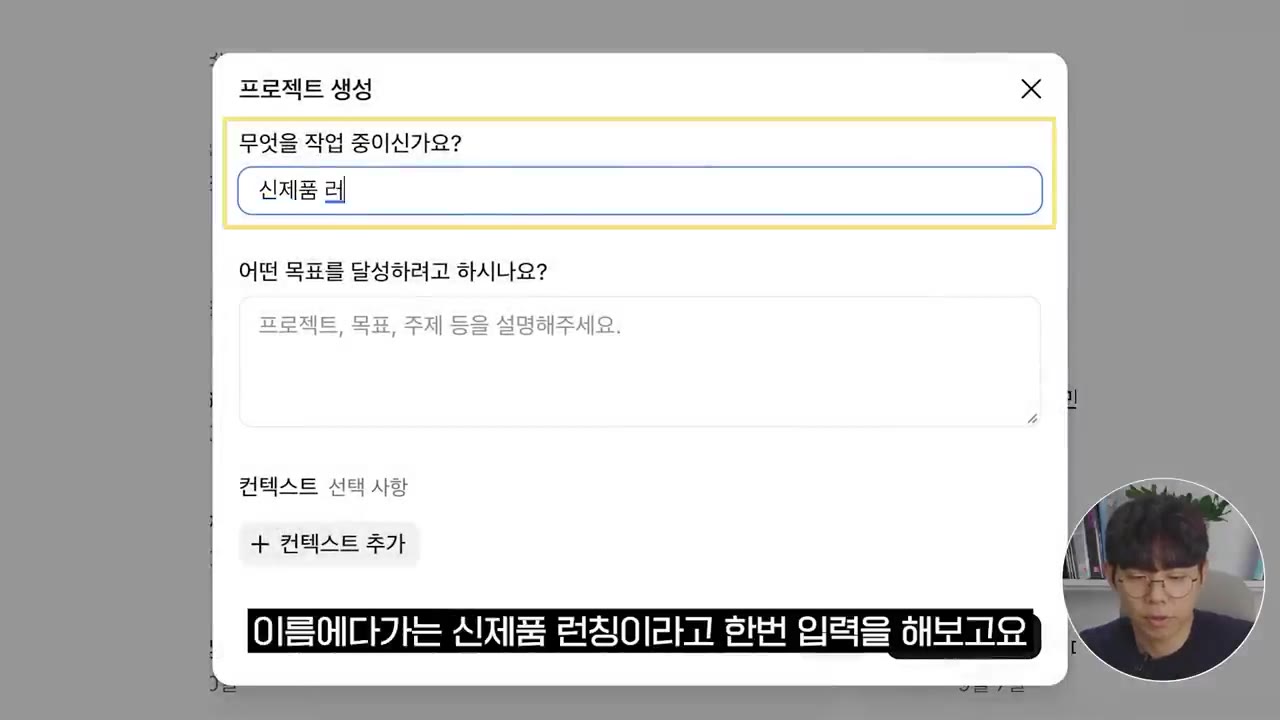 프로젝트 생성
무엇을 작업 중이신가요?
신제품 러
어떤 목표를 달성하려고 하시나요?
프로젝트, 목표, 주제 등을 설명해주세요.
컨텍스트 선택 사항
+ 컨텍스트 추가
이름에다가는 신제품 런칭이라고 한번 입력을 해보고요